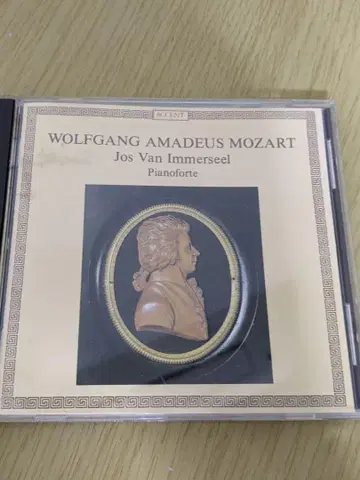 ACCENT
WOLFGANG AMADEUS MOZART
Jos Van Immerseel
Pianoforte